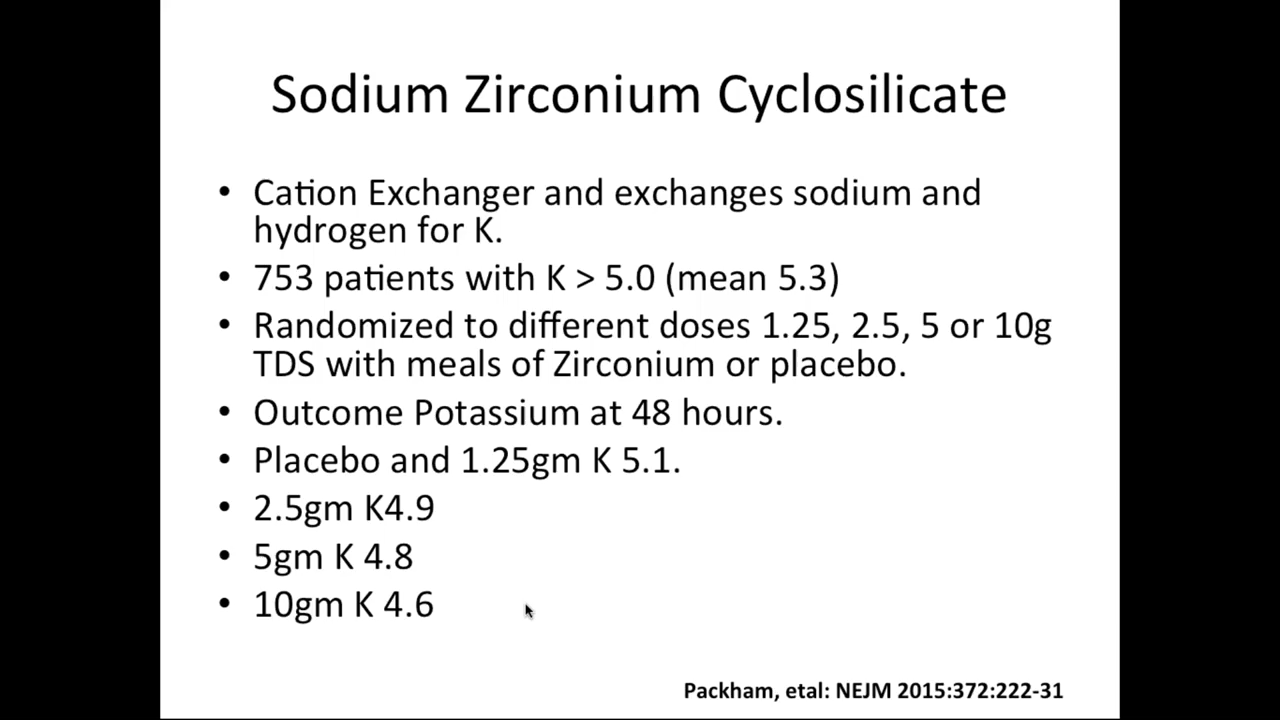 Sodium Zirconium Cyclosilicate
• Cation Exchanger and exchanges sodium and
hydrogen for K.
• 753 patients with K > 5.0 (mean 5.3)
• Randomized to different doses 1.25, 2.5, 5 or 10g
TDS with meals of Zirconium or placebo.
• Outcome Potassium at 48 hours.
• Placebo and 1.25gm K 5.1.
• 2.5gm K4.9
• 5gm K 4.8
• 10gm K 4.6
Packham, etal: NEJM 2015:372:222-31